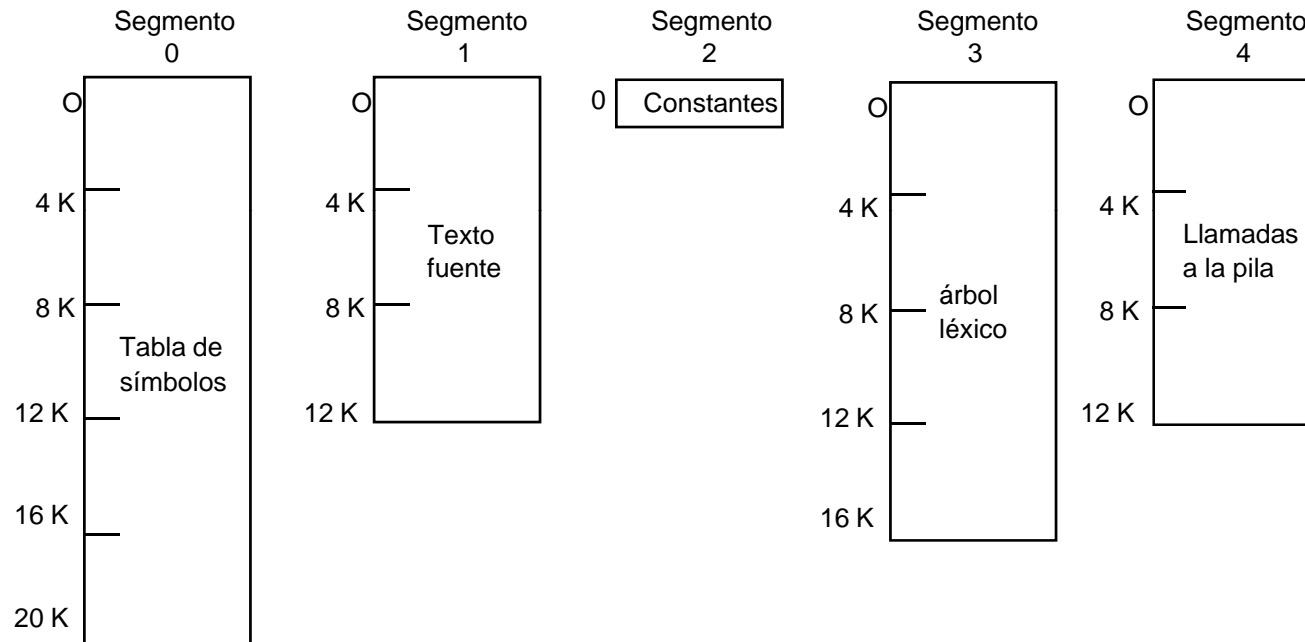 Segmento
0
O
4 K
8 K
Tabla de
símbolos
12 K
16 K
20 K
Segmento
1
O
4 K
Texto
fuente
8 K
12 K
Segmento
2
0
Constantes
Segmento
3
O
4 K
8 K
árbol
léxico
12 K
16 K
Segmento
4
O
4 K
Llamadas
a la pila
8 K
12 K